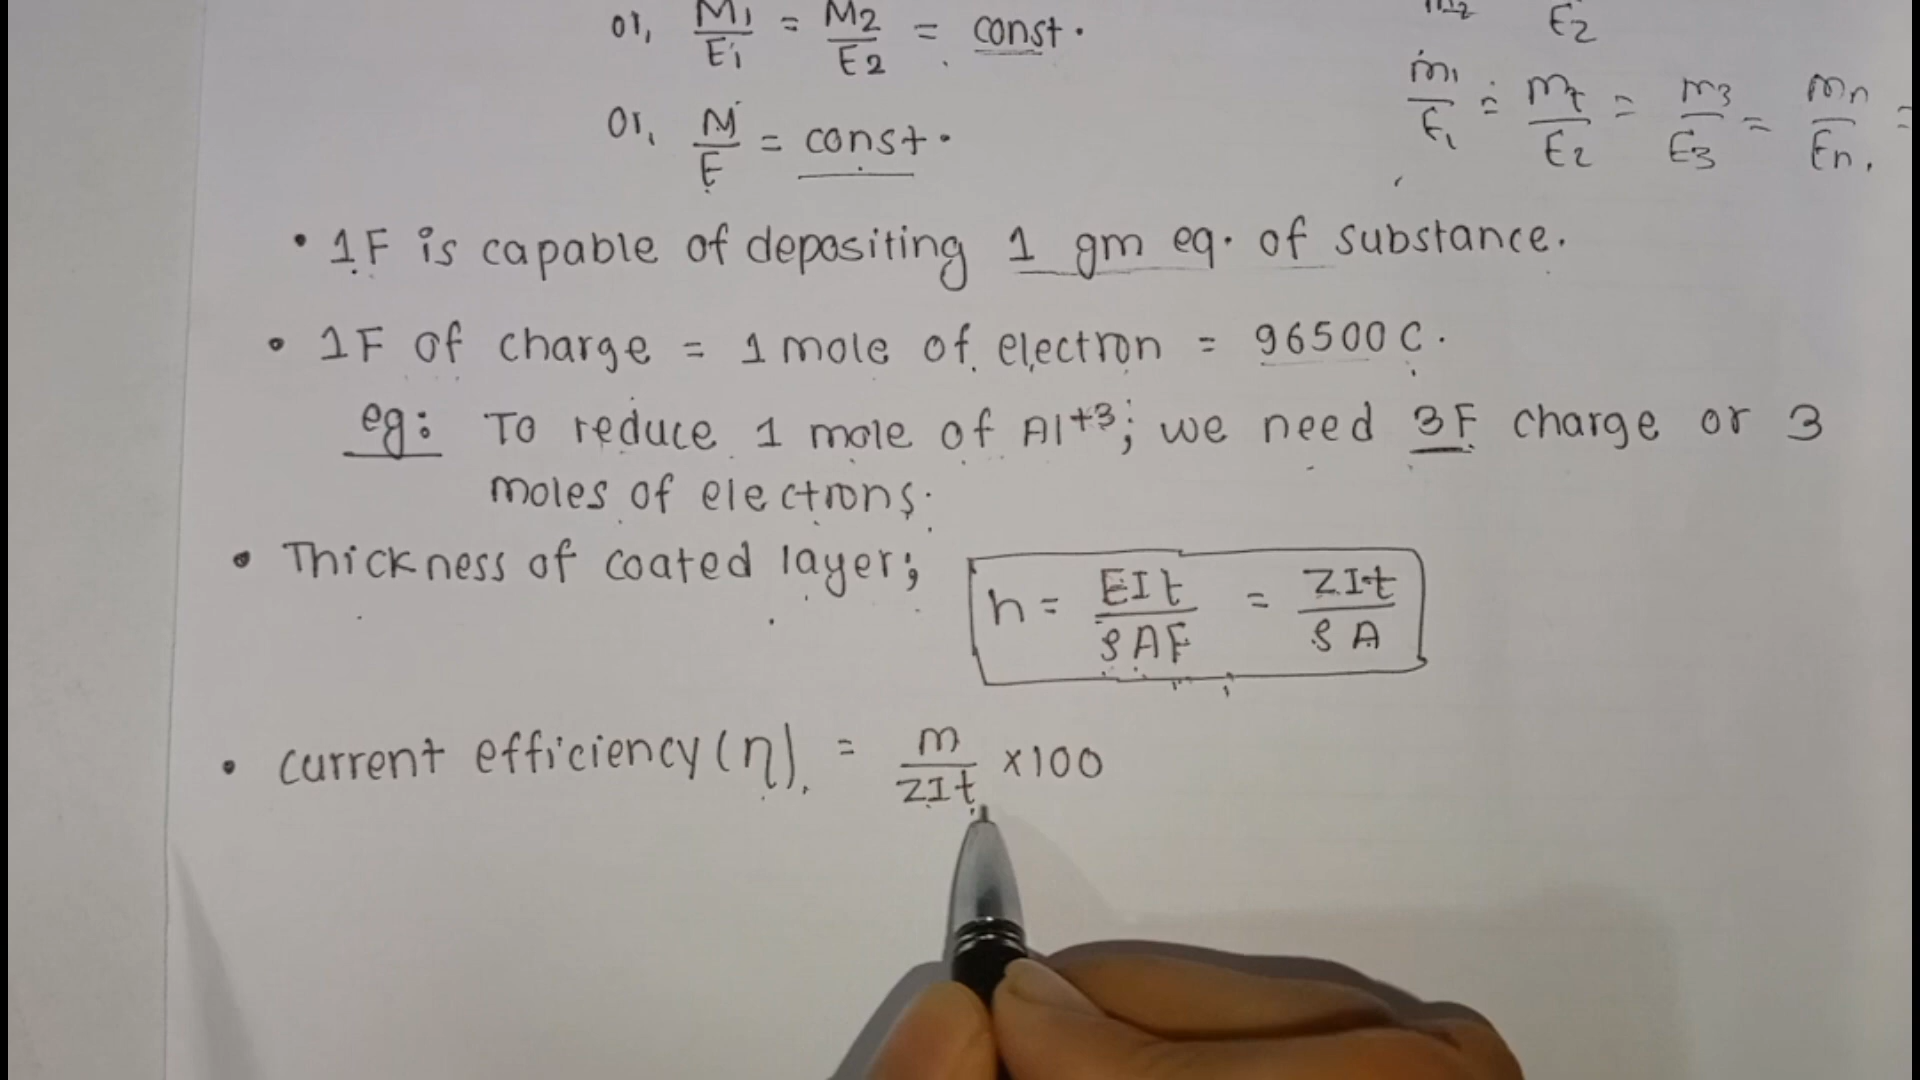 or, M1/E1 = M2/E2 = const.
E2
m1/E1 = m2/E2 = m3/E3 = mn/En. =
Or, M/E = const.
• 1F is capable of depositing 1 gm eq. of substance.
• 1F of charge = 1 mole of electron = 96500 C.
eg: To reduce 1 mole of Al+3; we need 3F charge or 3
moles of electrons.
• Thickness of coated layer; h = EIt/ρAF = ZIt/ρA
• current efficiency (η) = m/ZIt ×100